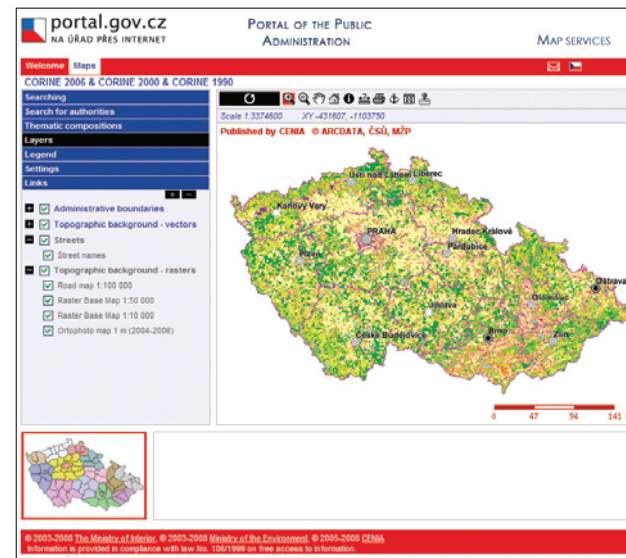 portal.gov.cz
NA ÚŘAD PŘES INTERNET
PORTAL OF THE PUBLIC
ADMINISTRATION
MAP SERVICES
Welcome Maps
CORINE 2006 & CORINE 2000 & CORINE 1990
Searching
Search for authorities
Thematic compositions
Layers
Legend
Settings
Links
Administrative boundaries
Topographic background - vectors
Streets
Street names
Topographic background - rasters
Road map 1:100 000
Raster Base Map 1:50 000
Raster Base Map 1:10 000
Ortophoto map 1 m (2004-2006)
Scale 1:3374600 XY -431607, -1103750
Published by CENIA © ARCDATA, ČSÚ, MŽP
Ústí nad Labem Liberec
Karlovy Vary
PRAHA
Hradec Králové
Pardubice
Plzeň
Ostrava
Olomouc
Jihlava
České Budějovice
Brno
Zlín
0 47 94 141
© 2003-2008 The Ministry of Interior, © 2003-2008 Ministry of the Environment, © 2005-2008 CENIA
Information is provided in compliance with law No. 106/1999 on free access to information.